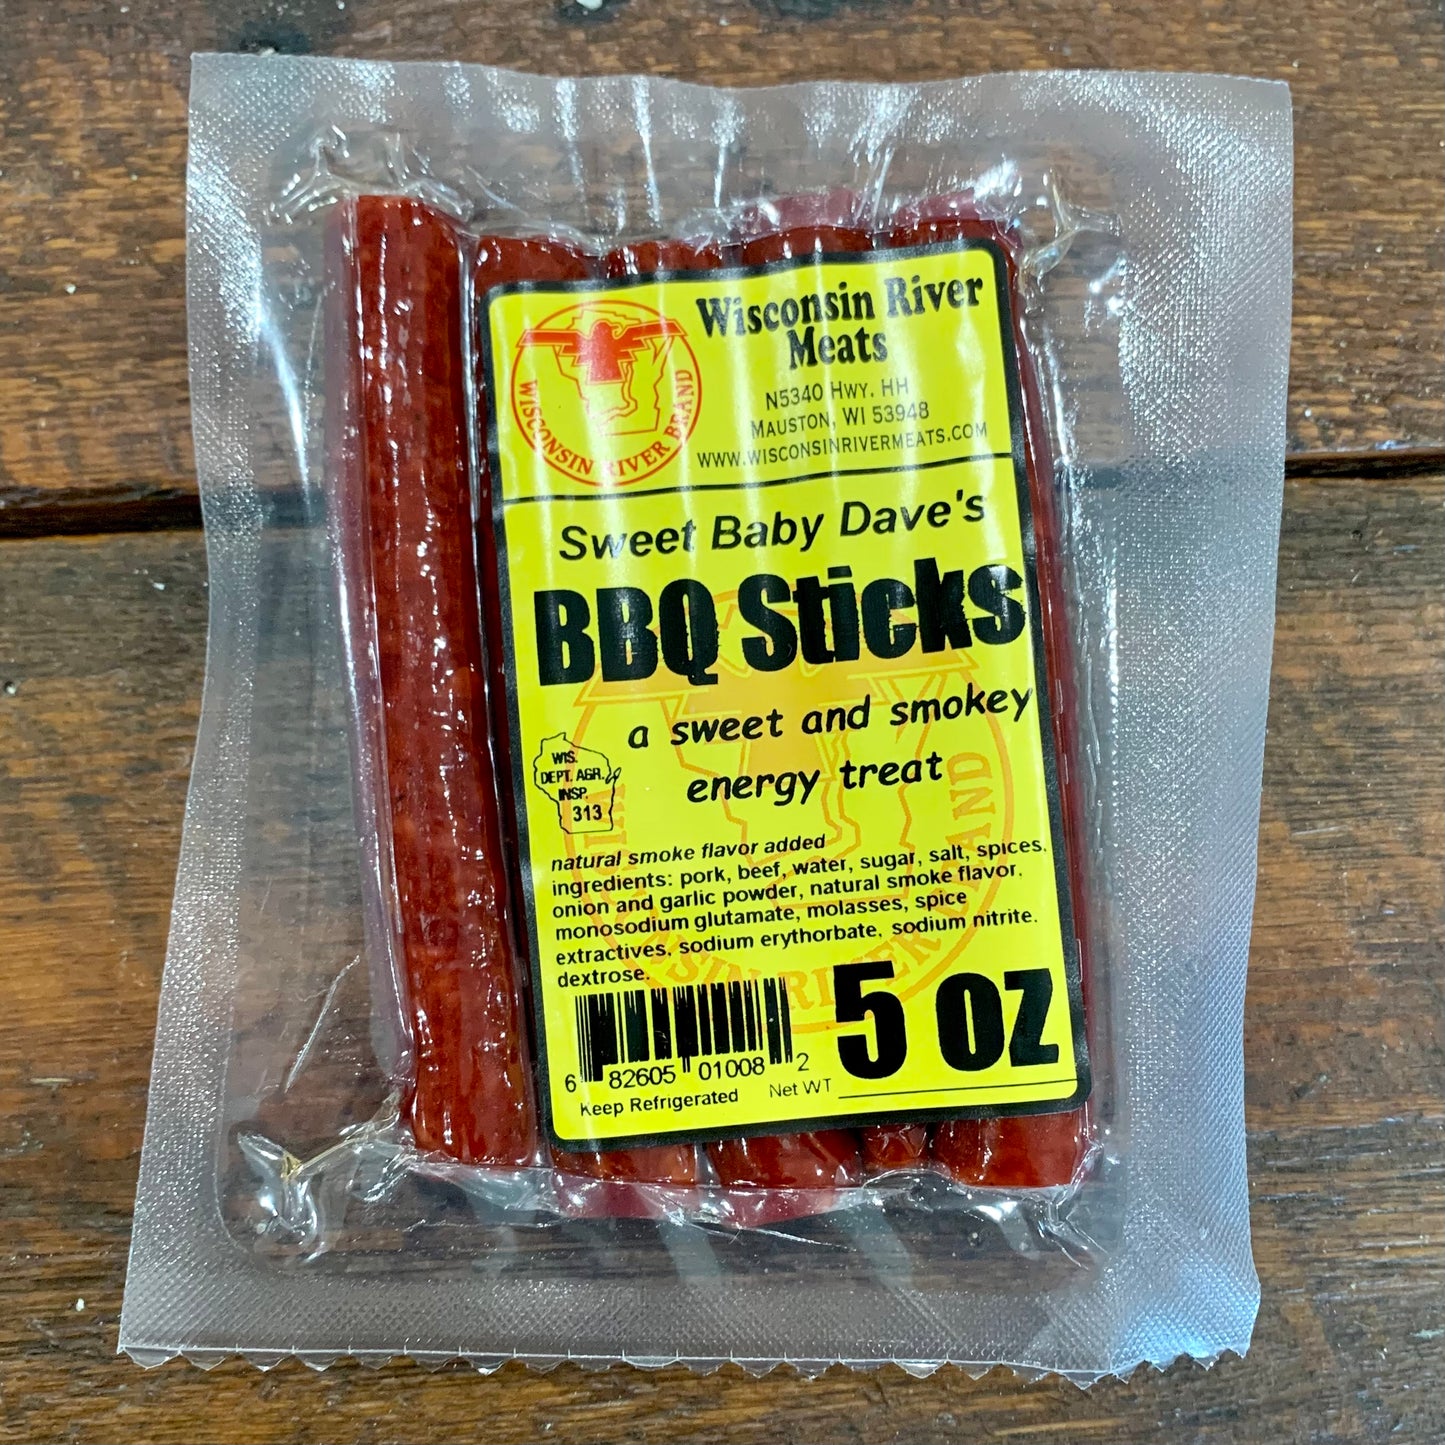 Wisconsin River
Meats
N5340 Hwy. HH
Mauston, WI 53948
www.wisconsinrivermeats.com
WISCONSIN RIVER BRAND
Sweet Baby Dave's
BBQ Sticks
a sweet and smokey
energy treat
WIS.
DEPT. AGR.
INSP.
313
natural smoke flavor added
ingredients: pork, beef, water, sugar, salt, spices,
onion and garlic powder, natural smoke flavor,
monosodium glutamate, molasses, spice
extractives, sodium erythorbate, sodium nitrite,
dextrose.
6 82605 01008 2
Keep Refrigerated
Net WT 5 oz